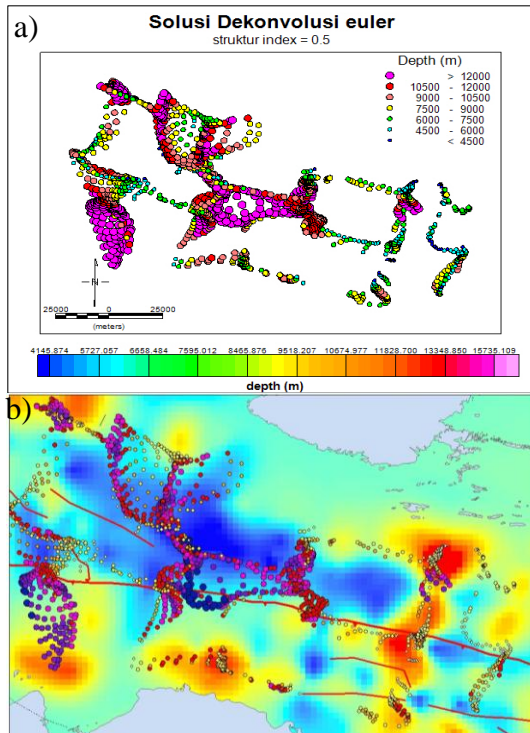 a)
Solusi Dekonvolusi euler
struktur index = 0.5
Depth (m)
> 12000
10500 - 12000
9000 - 10500
7500 - 9000
6000 - 7500
4500 - 6000
< 4500
N
25000 0 25000
(meters)
4145.874 5727.057 6658.484 7595.012 8465.876 9518.207 10674.977 11828.700 13348.850 15735.109
depth (m)
b)